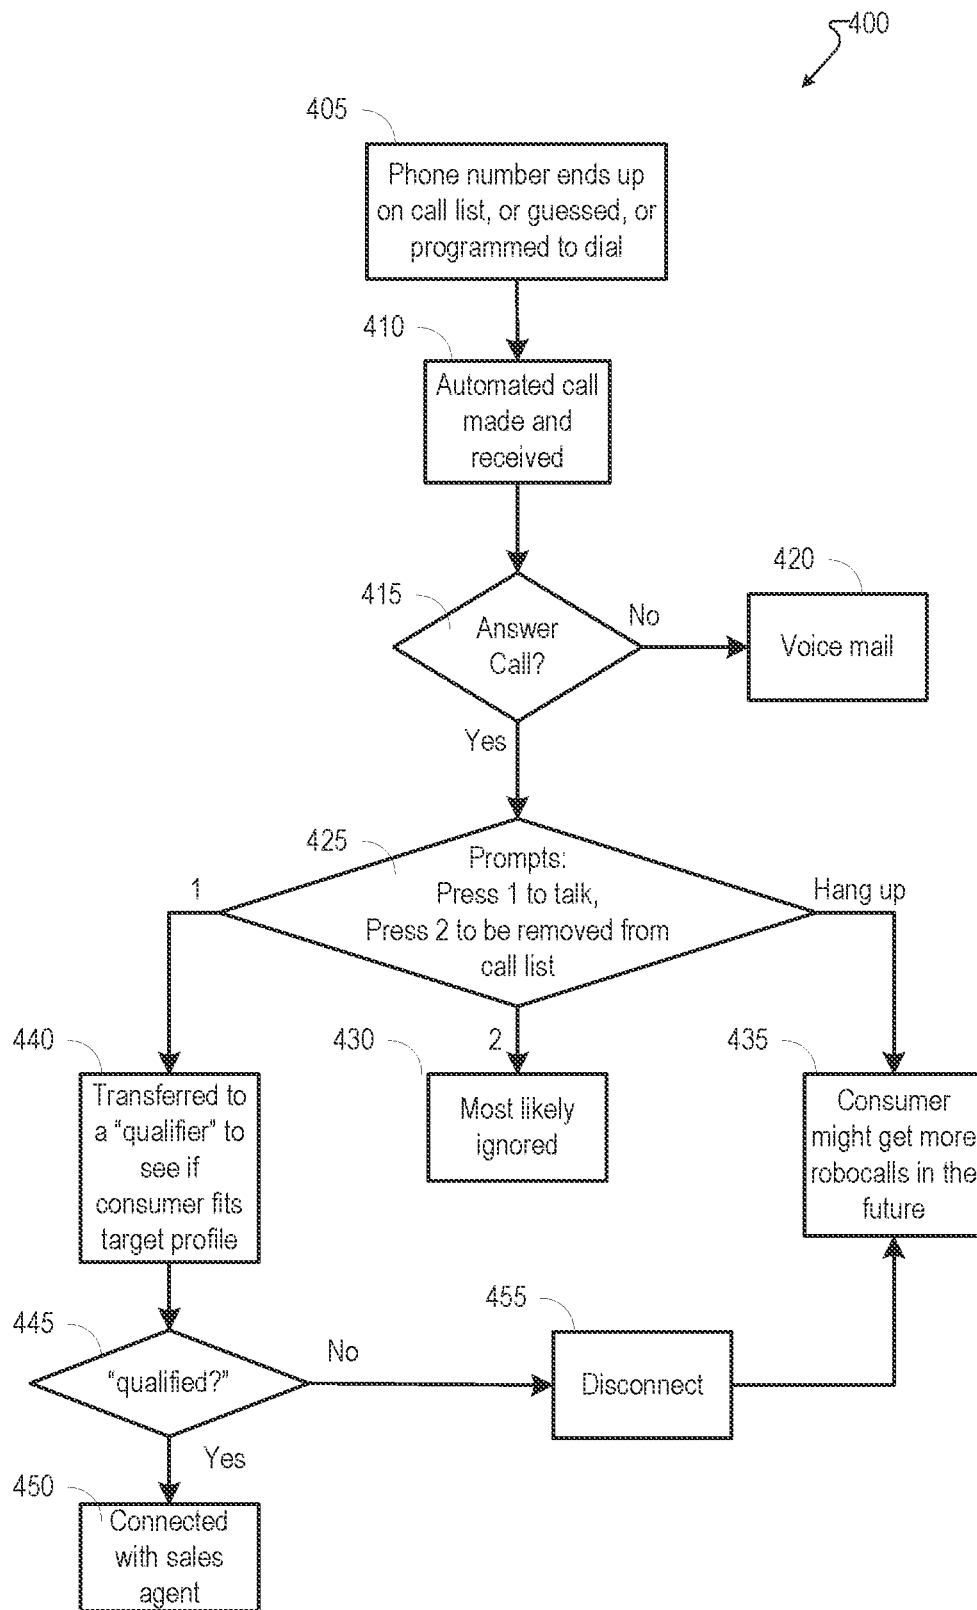 400
405
Phone number ends up
on call list, or guessed, or
programmed to dial
410
Automated call
made and
received
415
Answer
Call?
No
420
Voice mail
Yes
425
Prompts:
Press 1 to talk,
Press 2 to be removed from
call list
1
Hang up
2
440
Transferred to
a “qualifier” to
see if
consumer fits
target profile
430
Most likely
ignored
435
Consumer
might get more
robocalls in the
future
445
“qualified?”
No
455
Disconnect
Yes
450
Connected
with sales
agent